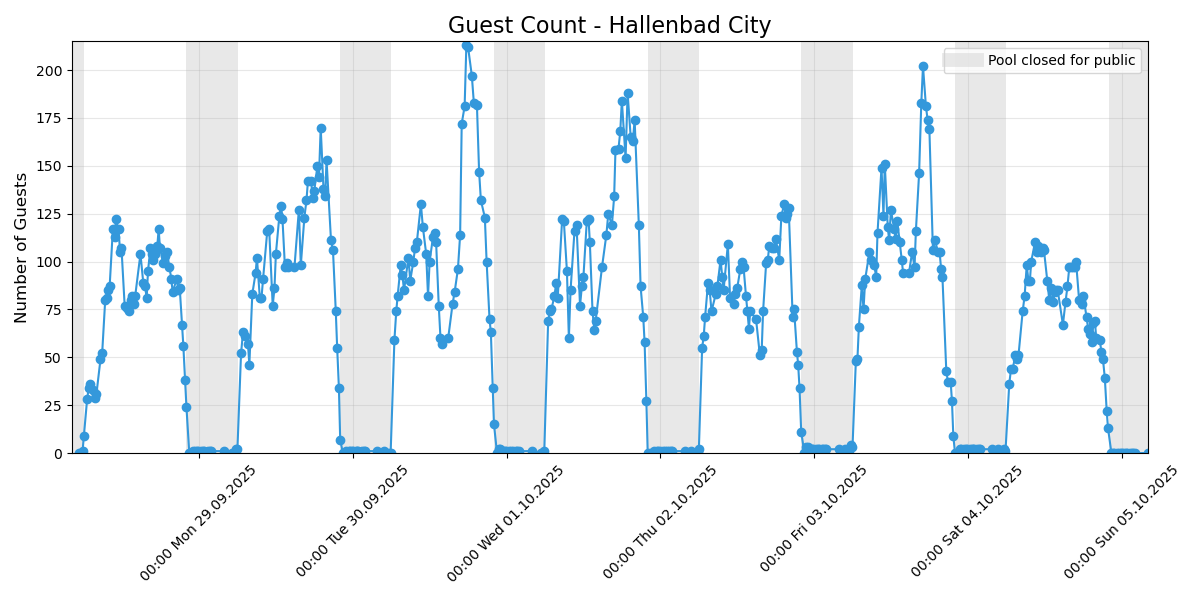 Guest Count - Hallenbad City
Pool closed for public
Number of Guests
200
175
150
125
100
75
50
25
0
00:00 Mon 29.09.2025
00:00 Tue 30.09.2025
00:00 Wed 01.10.2025
00:00 Thu 02.10.2025
00:00 Fri 03.10.2025
00:00 Sat 04.10.2025
00:00 Sun 05.10.2025